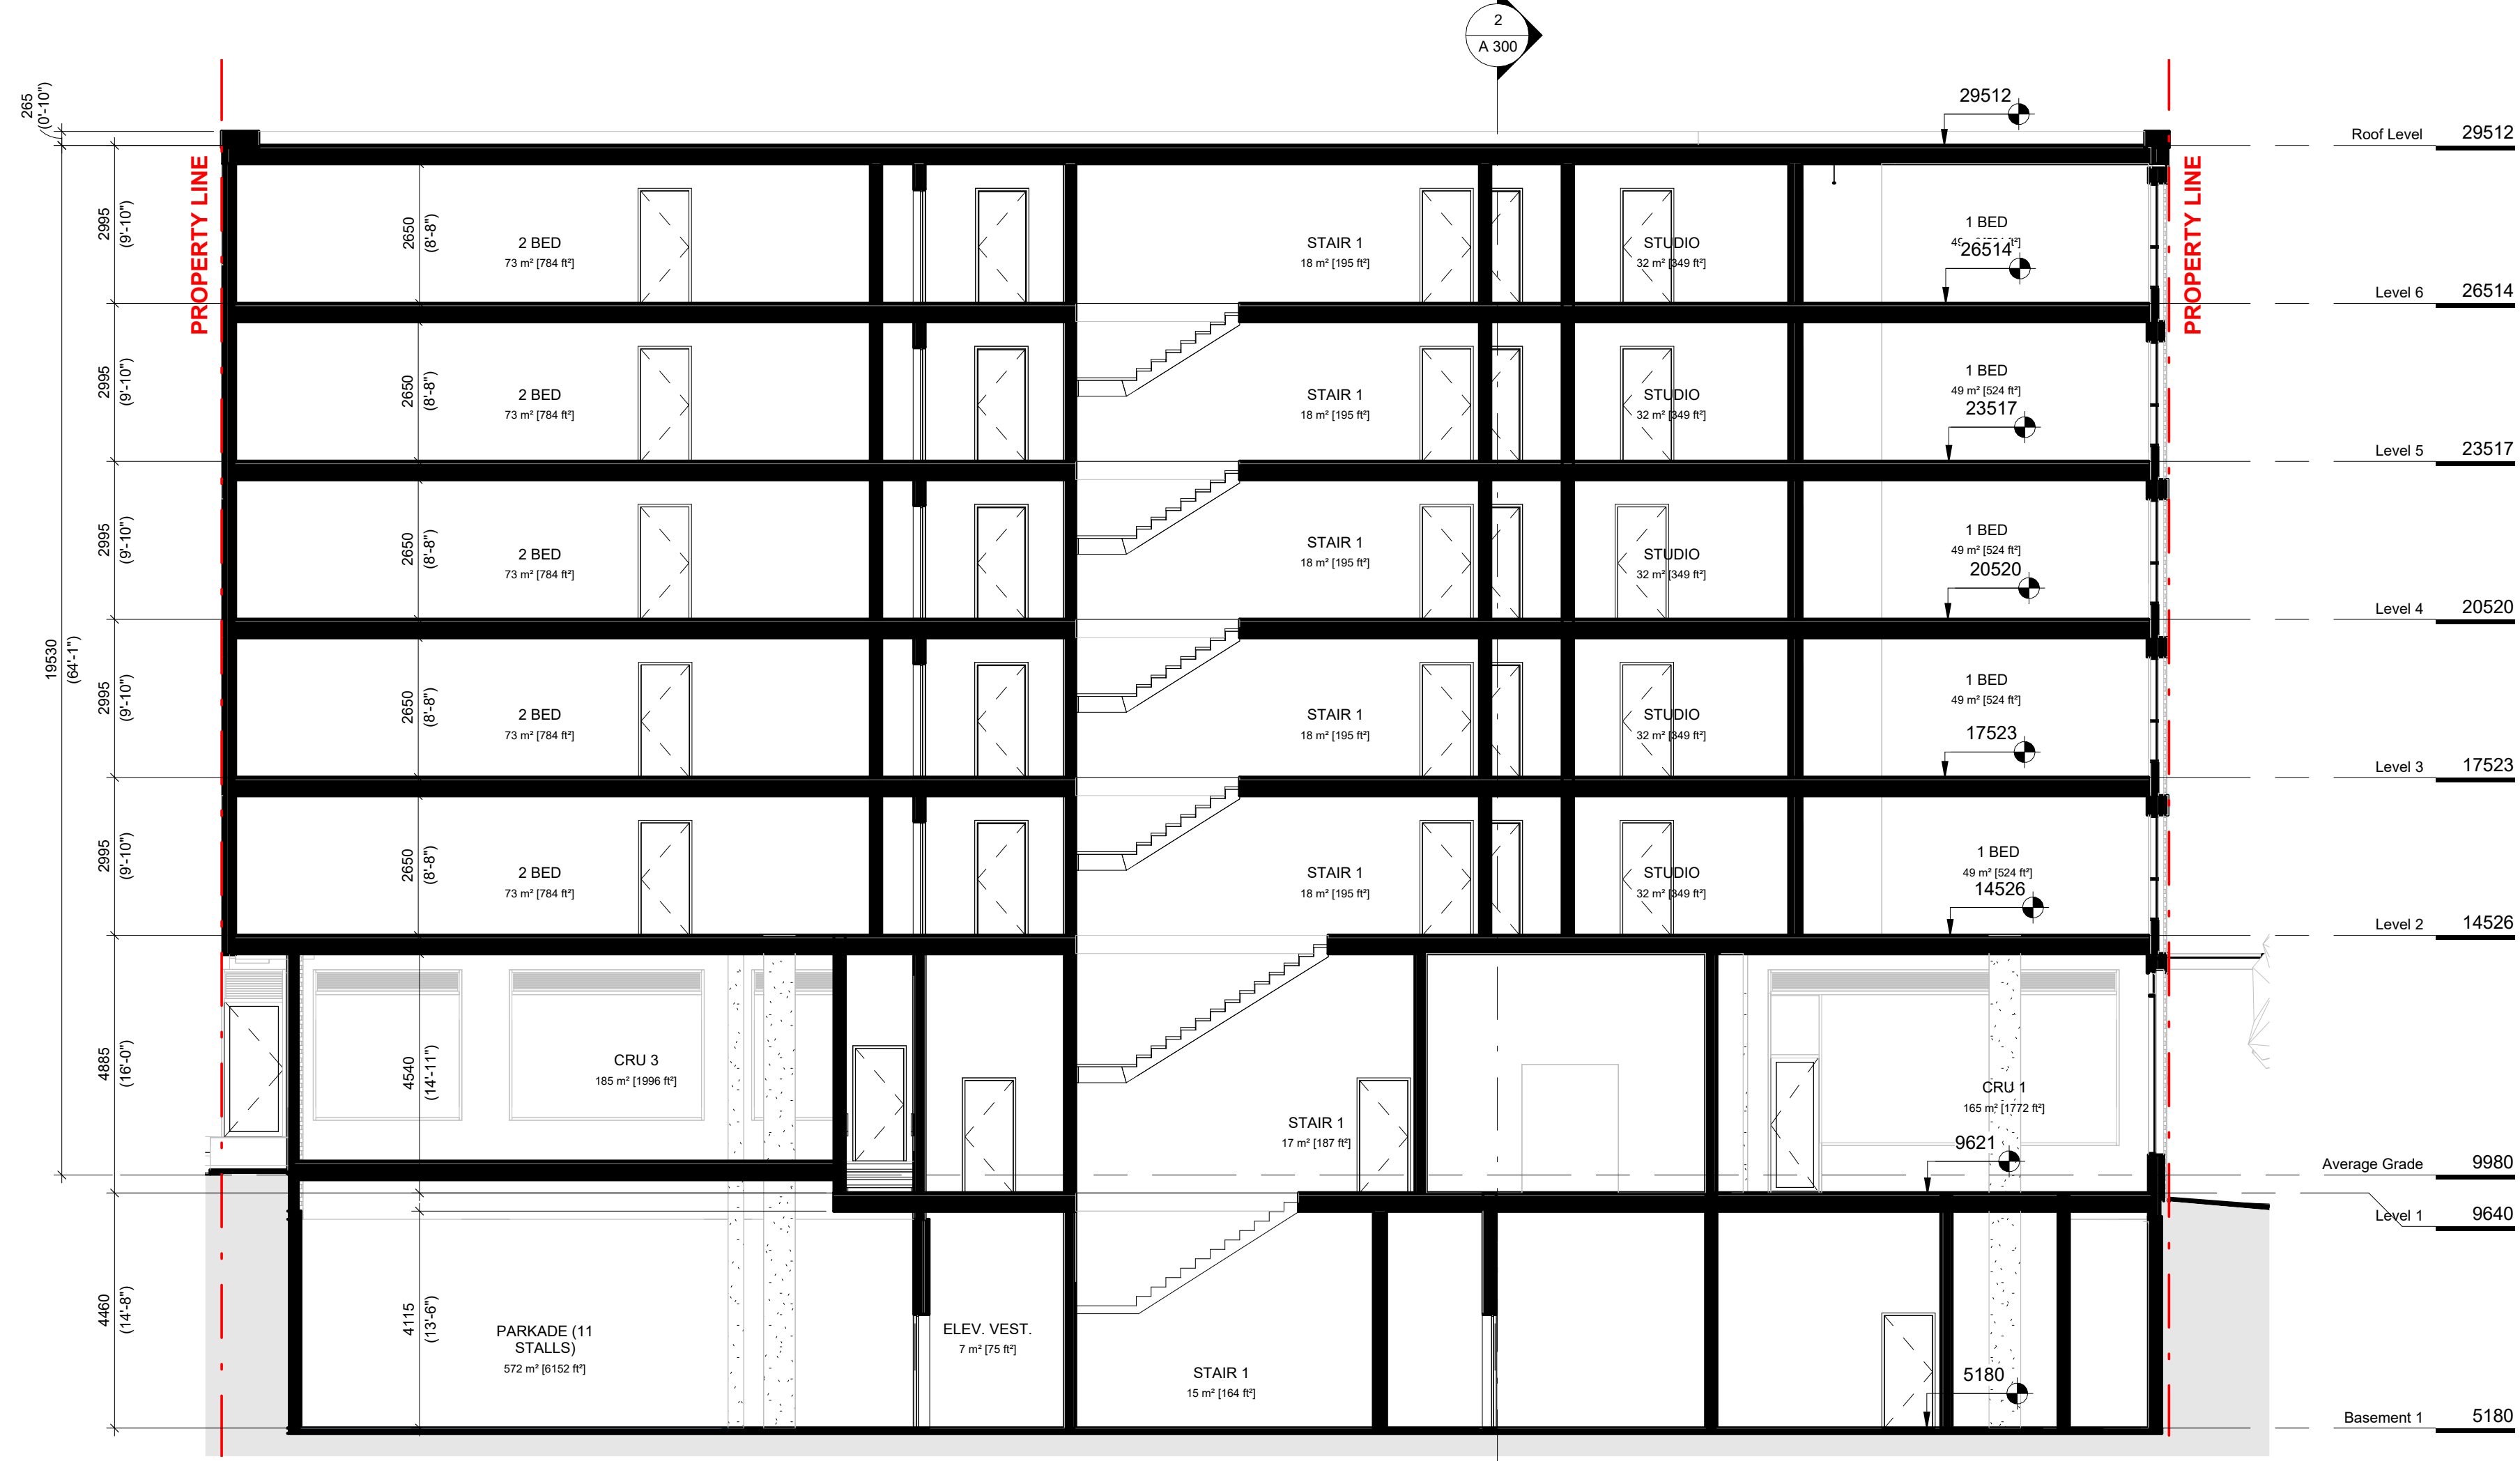 2
A 300
265
(0'-10")
29512
Roof Level 29512
PROPERTY LINE
PROPERTY LINE
2995
(9'-10")
2650
(8'-8")
2 BED
73 m² [784 ft²]
STAIR 1
18 m² [195 ft²]
STUDIO
32 m² [349 ft²]
1 BED
26514
Level 6 26514
2995
(9'-10")
2650
(8'-8")
2 BED
73 m² [784 ft²]
STAIR 1
18 m² [195 ft²]
STUDIO
32 m² [349 ft²]
1 BED
49 m² [524 ft²]
23517
Level 5 23517
2995
(9'-10")
2650
(8'-8")
2 BED
73 m² [784 ft²]
STAIR 1
18 m² [195 ft²]
STUDIO
32 m² [349 ft²]
1 BED
49 m² [524 ft²]
20520
Level 4 20520
19530
(64'-1")
2995
(9'-10")
2650
(8'-8")
2 BED
73 m² [784 ft²]
STAIR 1
18 m² [195 ft²]
STUDIO
32 m² [349 ft²]
1 BED
49 m² [524 ft²]
17523
Level 3 17523
2995
(9'-10")
2650
(8'-8")
2 BED
73 m² [784 ft²]
STAIR 1
18 m² [195 ft²]
STUDIO
32 m² [349 ft²]
1 BED
49 m² [524 ft²]
14526
Level 2 14526
4885
(16'-0")
4540
(14'-11")
CRU 3
185 m² [1996 ft²]
STAIR 1
17 m² [187 ft²]
CRU 1
165 m² [1772 ft²]
9621
Average Grade 9980
Level 1 9640
4460
(14'-8")
4115
(13'-6")
PARKADE (11
STALLS)
572 m² [6152 ft²]
ELEV. VEST.
7 m² [75 ft²]
STAIR 1
15 m² [164 ft²]
5180
Basement 1 5180